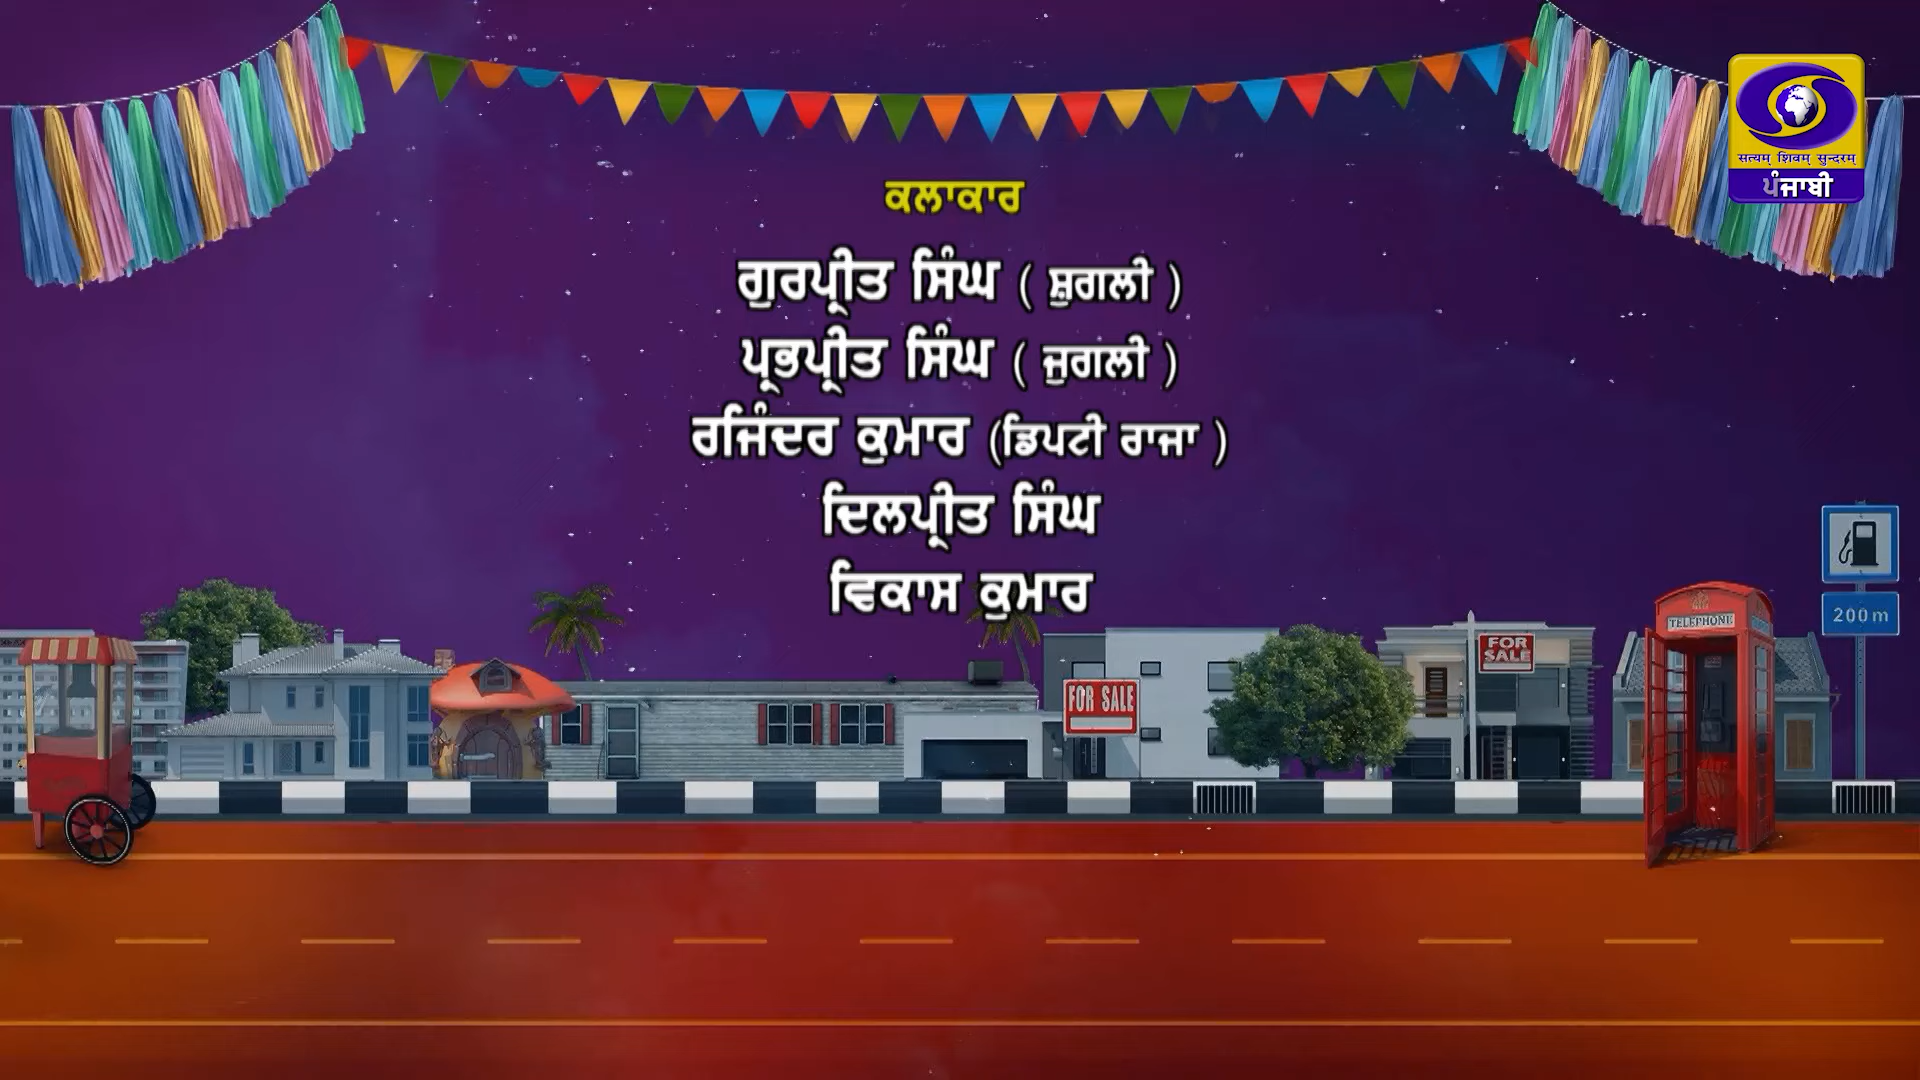 सत्यम् शिवम् सुन्दरम्
ਪੰਜਾਬੀ
ਕਲਾਕਾਰ
ਗੁਰਪ੍ਰੀਤ ਸਿੰਘ ( ਸ਼ੁਗਲੀ )
ਪ੍ਰਭਪ੍ਰੀਤ ਸਿੰਘ ( ਜੁਗਲੀ )
ਰਜਿੰਦਰ ਕੁਮਾਰ (ਡਿਪਟੀ ਰਾਜਾ )
ਦਿਲਪ੍ਰੀਤ ਸਿੰਘ
ਵਿਕਾਸ ਕੁਮਾਰ
200m
TELEPHONE
FOR
SALE
FOR SALE